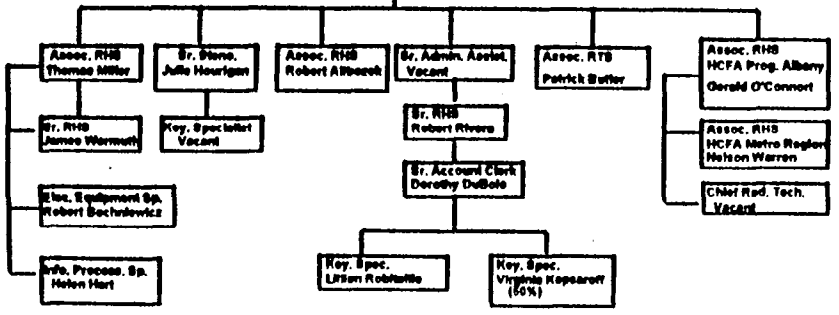 Assoc. RHS
Thomas Miller
Sr. Steno.
Julie Hourigan
Assoc. RHS
Robert
Sr. Admin. Assist.
Vacant
Assoc. RTS
Patrick Butler
Assoc. RHS
HCFA Prog. Albany
Gerald O'Connor
Sr. RHS
James Wermuth
Key. Specialist
Vacant
Sr. RHS
Robert Rivera
Assoc. RHS
HCFA Metro Region
Nelson Warren
Sr. Account Clerk
Dorothy DuBois
Elec. Equipment Sp.
Robert
Chief Rad. Tech.
Vacant
Info. Process. Sp.
Helen Hart
Key. Spec.
Lillian Robitaille
Key. Spec.
Virginia
(50%)